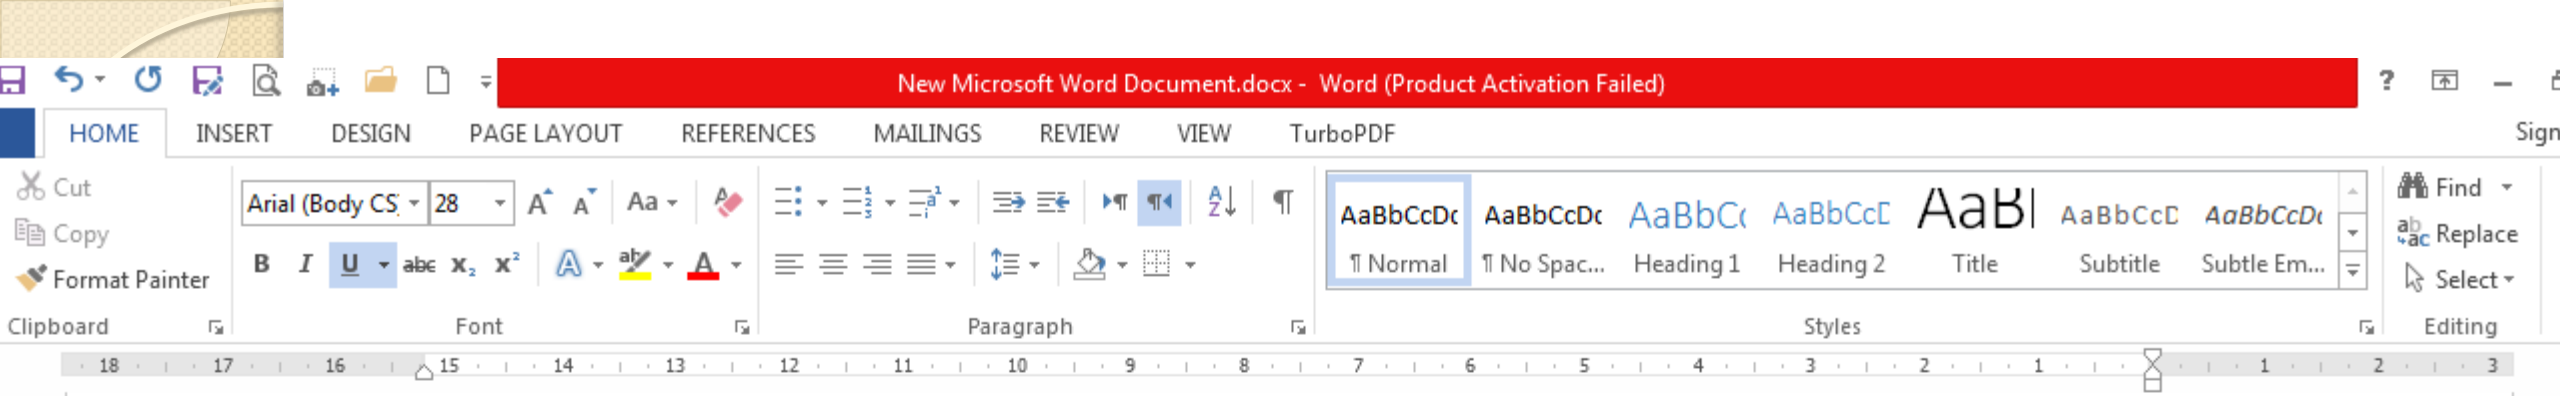 New Microsoft Word Document.docx - Word (Product Activation Failed) ?
HOME INSERT DESIGN PAGE LAYOUT REFERENCES MAILINGS REVIEW VIEW TurboPDF Sign
Cut
Copy
Format Painter
Clipboard
Arial (Body CS) 28 Aa
B I U abc x₂ x² A ab A
Font
A Z ¶
Paragraph
AaBbCcDc AaBbCcDc AaBbCc AaBbCcD AaBl AaBbCcD AaBbCcDc
¶ Normal ¶ No Spac... Heading 1 Heading 2 Title Subtitle Subtle Em...
Styles
Find
Replace
Select
Editing
18 17 16 15 14 13 12 11 10 9 8 7 6 5 4 3 2 1 1 2 3